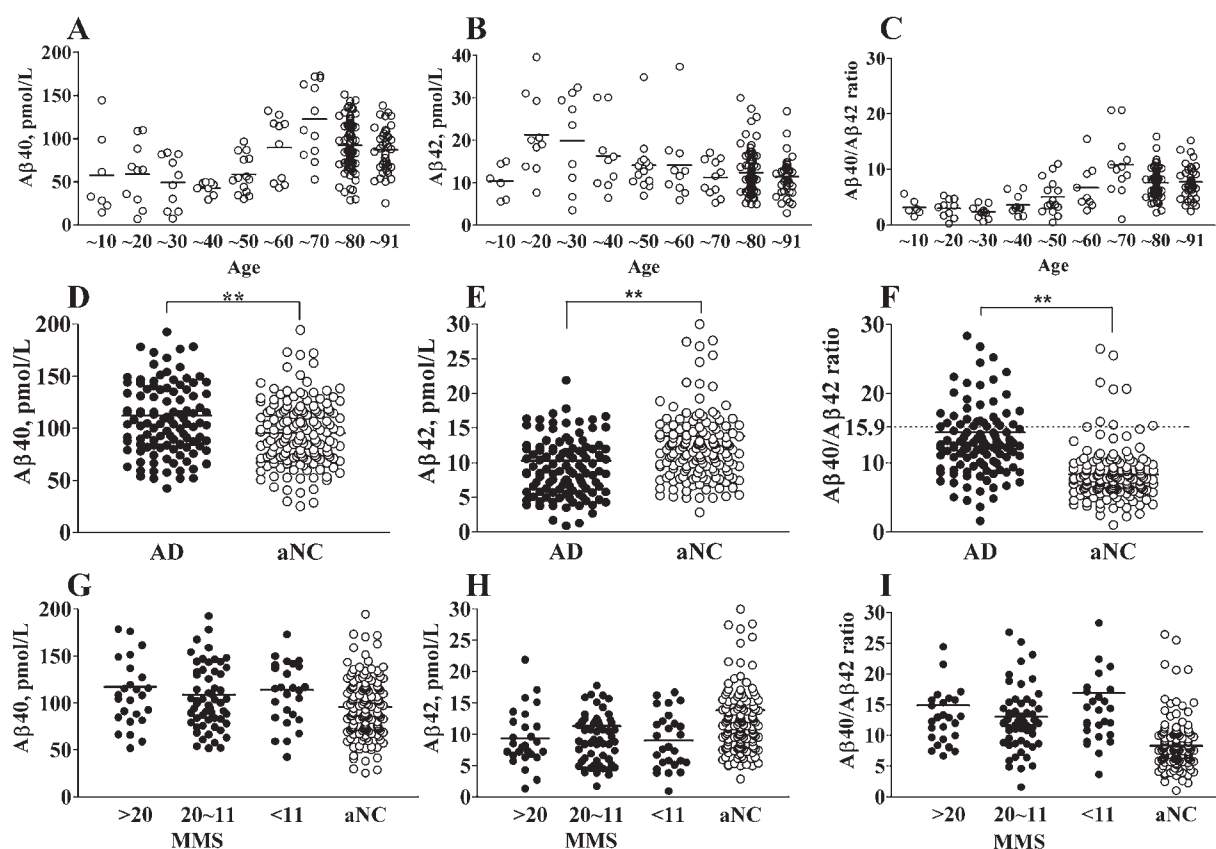 A
Aβ40, pmol/L
200
150
100
50
0
~10 ~20 ~30 ~40 ~50 ~60 ~70 ~80 ~91
Age
B
Aβ42, pmol/L
40
30
20
10
0
~10 ~20 ~30 ~40 ~50 ~60 ~70 ~80 ~91
Age
C
Aβ40/Aβ42 ratio
30
20
10
0
~10 ~20 ~30 ~40 ~50 ~60 ~70 ~80 ~91
Age
D
**
Aβ40, pmol/L
200
150
100
50
0
AD aNC
E
**
Aβ42, pmol/L
30
25
20
15
10
5
0
AD aNC
F
**
Aβ40/Aβ42 ratio
30
20
15.9
10
0
AD aNC
G
Aβ40, pmol/L
200
150
100
50
0
>20 20~11 <11 aNC
MMS
H
Aβ42, pmol/L
30
25
20
15
10
5
0
>20 20~11 <11 aNC
MMS
I
Aβ40/Aβ42 ratio
30
25
20
15
10
5
0
>20 20~11 <11 aNC
MMS